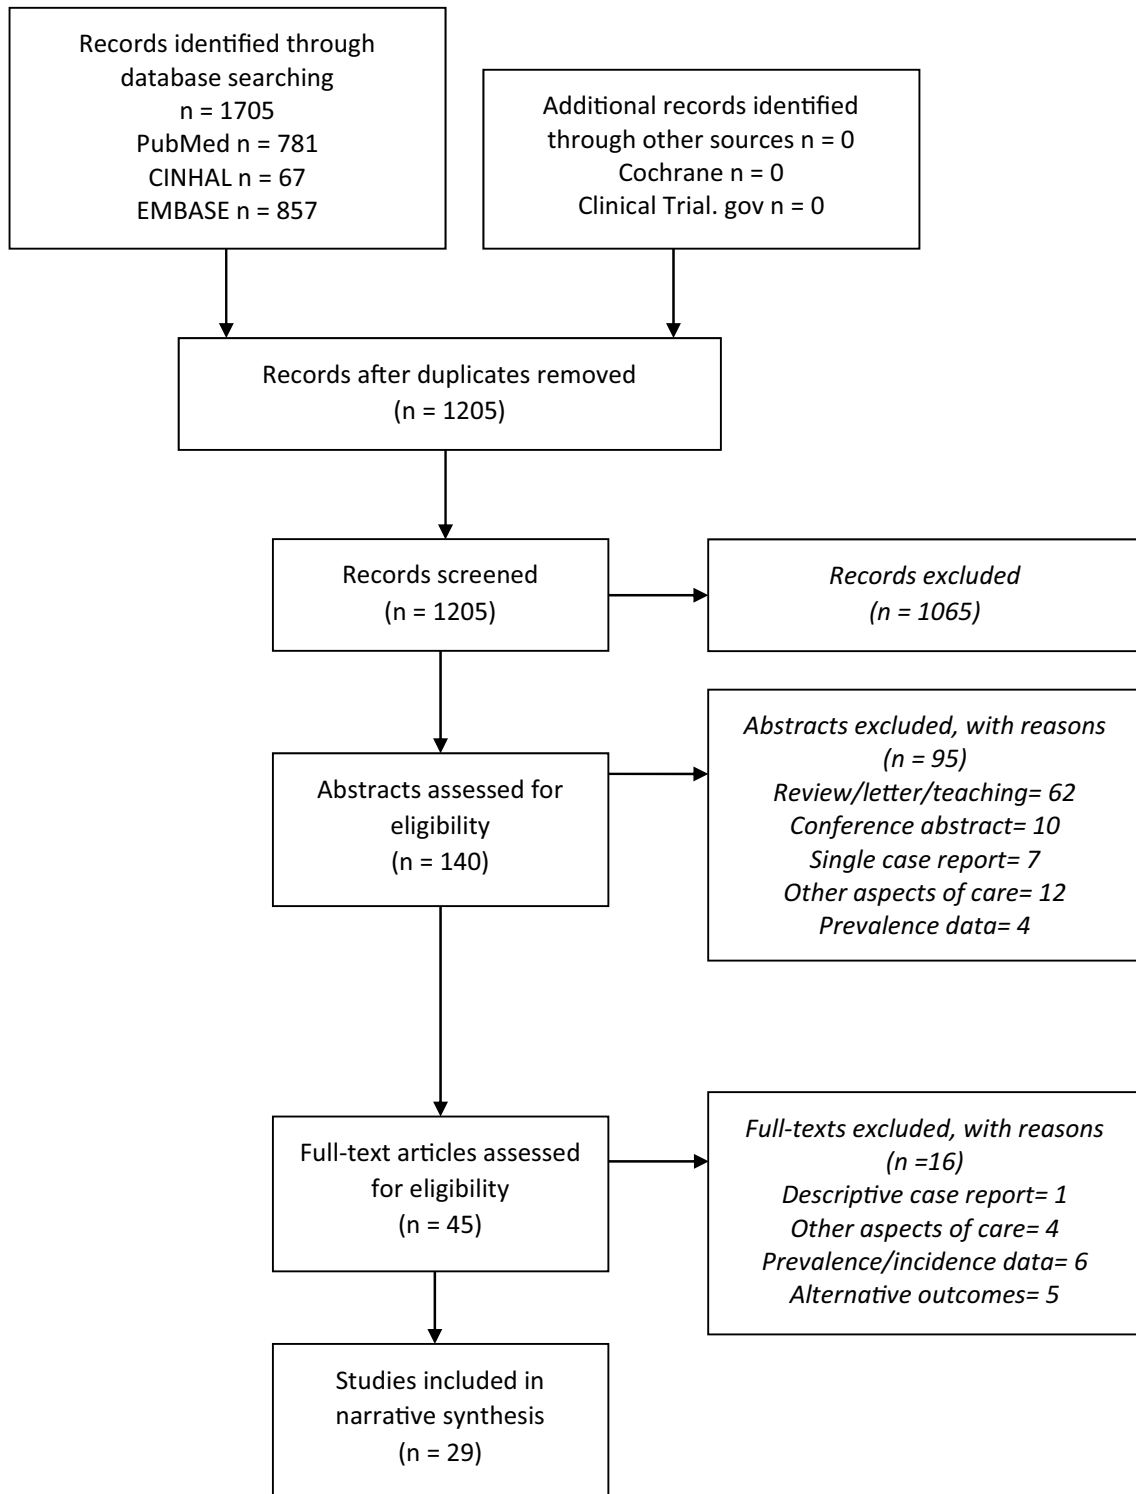 Records identified through
database searching
n = 1705
PubMed n = 781
CINHAL n = 67
EMBASE n = 857
Additional records identified
through other sources n = 0
Cochrane n = 0
Clinical Trial. gov n = 0
Records after duplicates removed
(n = 1205)
Records screened
(n = 1205)
Records excluded
(n = 1065)
Abstracts assessed for
eligibility
(n = 140)
Abstracts excluded, with reasons
(n = 95)
Review/letter/teaching= 62
Conference abstract= 10
Single case report= 7
Other aspects of care= 12
Prevalence data= 4
Full-text articles assessed
for eligibility
(n = 45)
Full-texts excluded, with reasons
(n =16)
Descriptive case report= 1
Other aspects of care= 4
Prevalence/incidence data= 6
Alternative outcomes= 5
Studies included in
narrative synthesis
(n = 29)